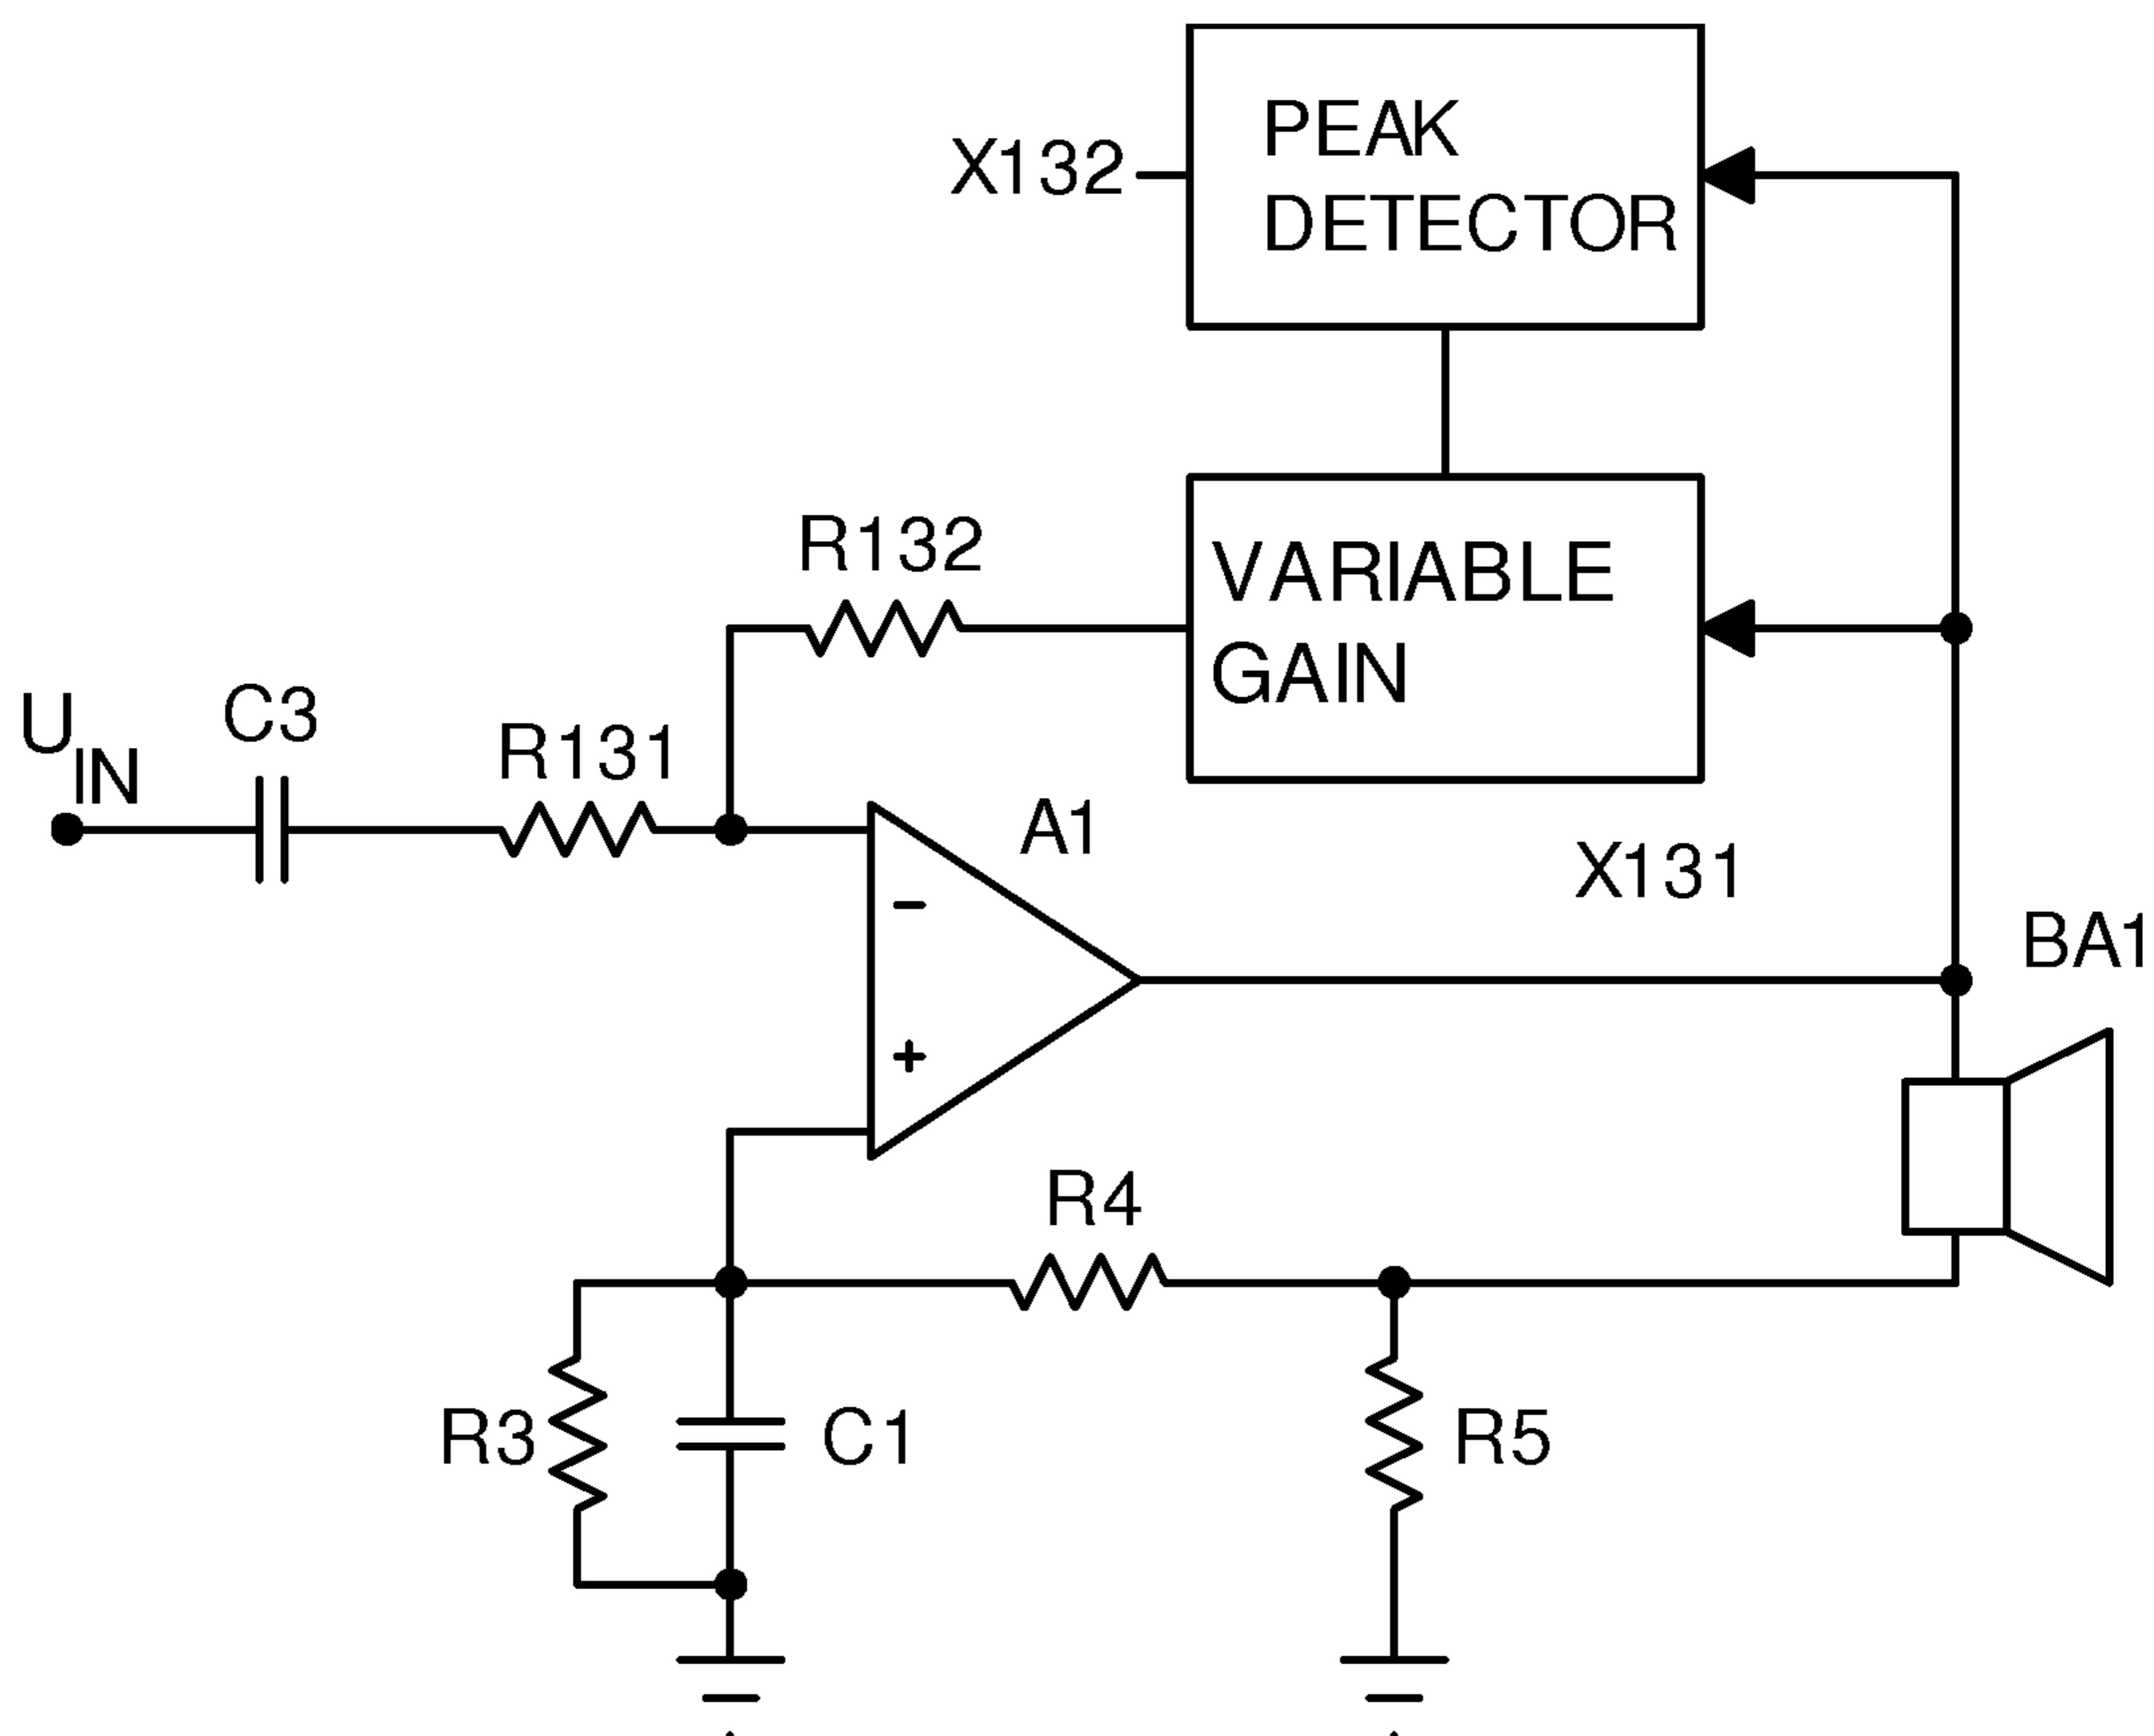 PEAK
DETECTOR
X132
VARIABLE
GAIN
R132
U
IN
C3
R131
A1
X131
BA1
-
+
R4
R3
C1
R5